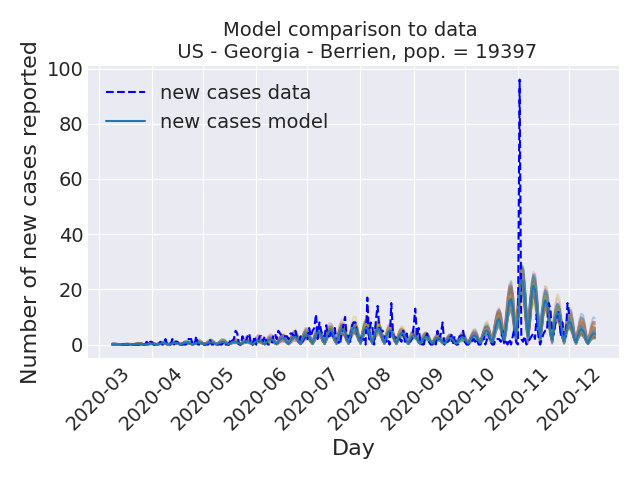 Model comparison to data
US - Georgia - Berrien, pop. = 19397
Number of new cases reported
100
80
60
40
20
0
new cases data
new cases model
2020-03
2020-04
2020-05
2020-06
2020-07
2020-08
2020-09
2020-10
2020-11
2020-12
Day